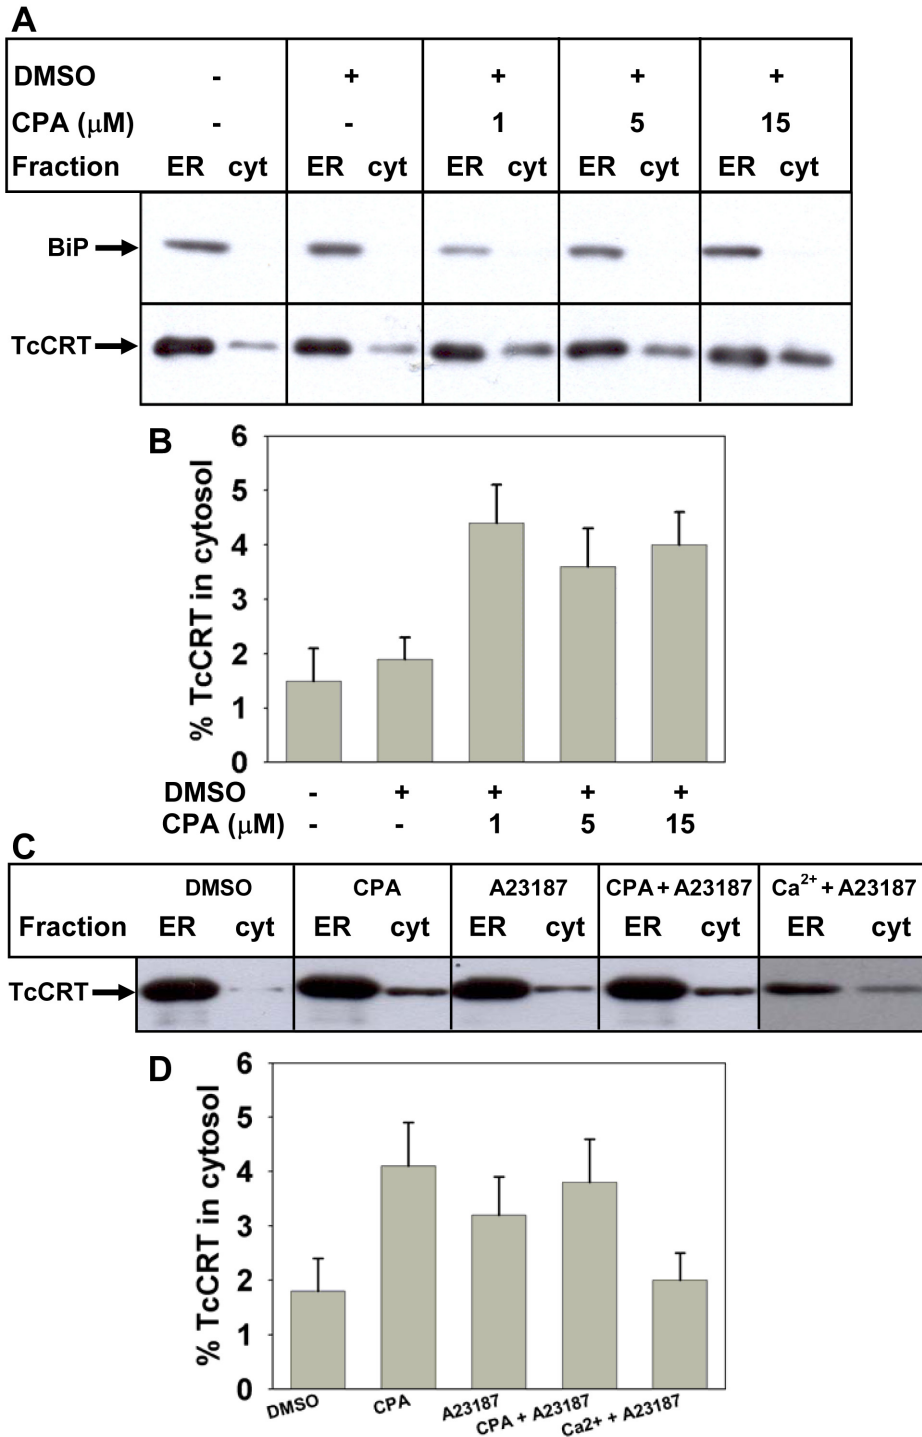 A
DMSO - + + + +
CPA (μM) - - 1 5 15
Fraction ER cyt ER cyt ER cyt ER cyt ER cyt
BiP
TcCRT
B
% TcCRT in cytosol
6
5
4
3
2
1
0
DMSO - + + + +
CPA (μM) - - 1 5 15
C
DMSO CPA A23187 CPA + A23187 Ca2+ + A23187
Fraction ER cyt ER cyt ER cyt ER cyt ER cyt
TcCRT
D
% TcCRT in cytosol
6
5
4
3
2
1
0
DMSO CPA A23187 CPA + A23187 Ca2+ + A23187